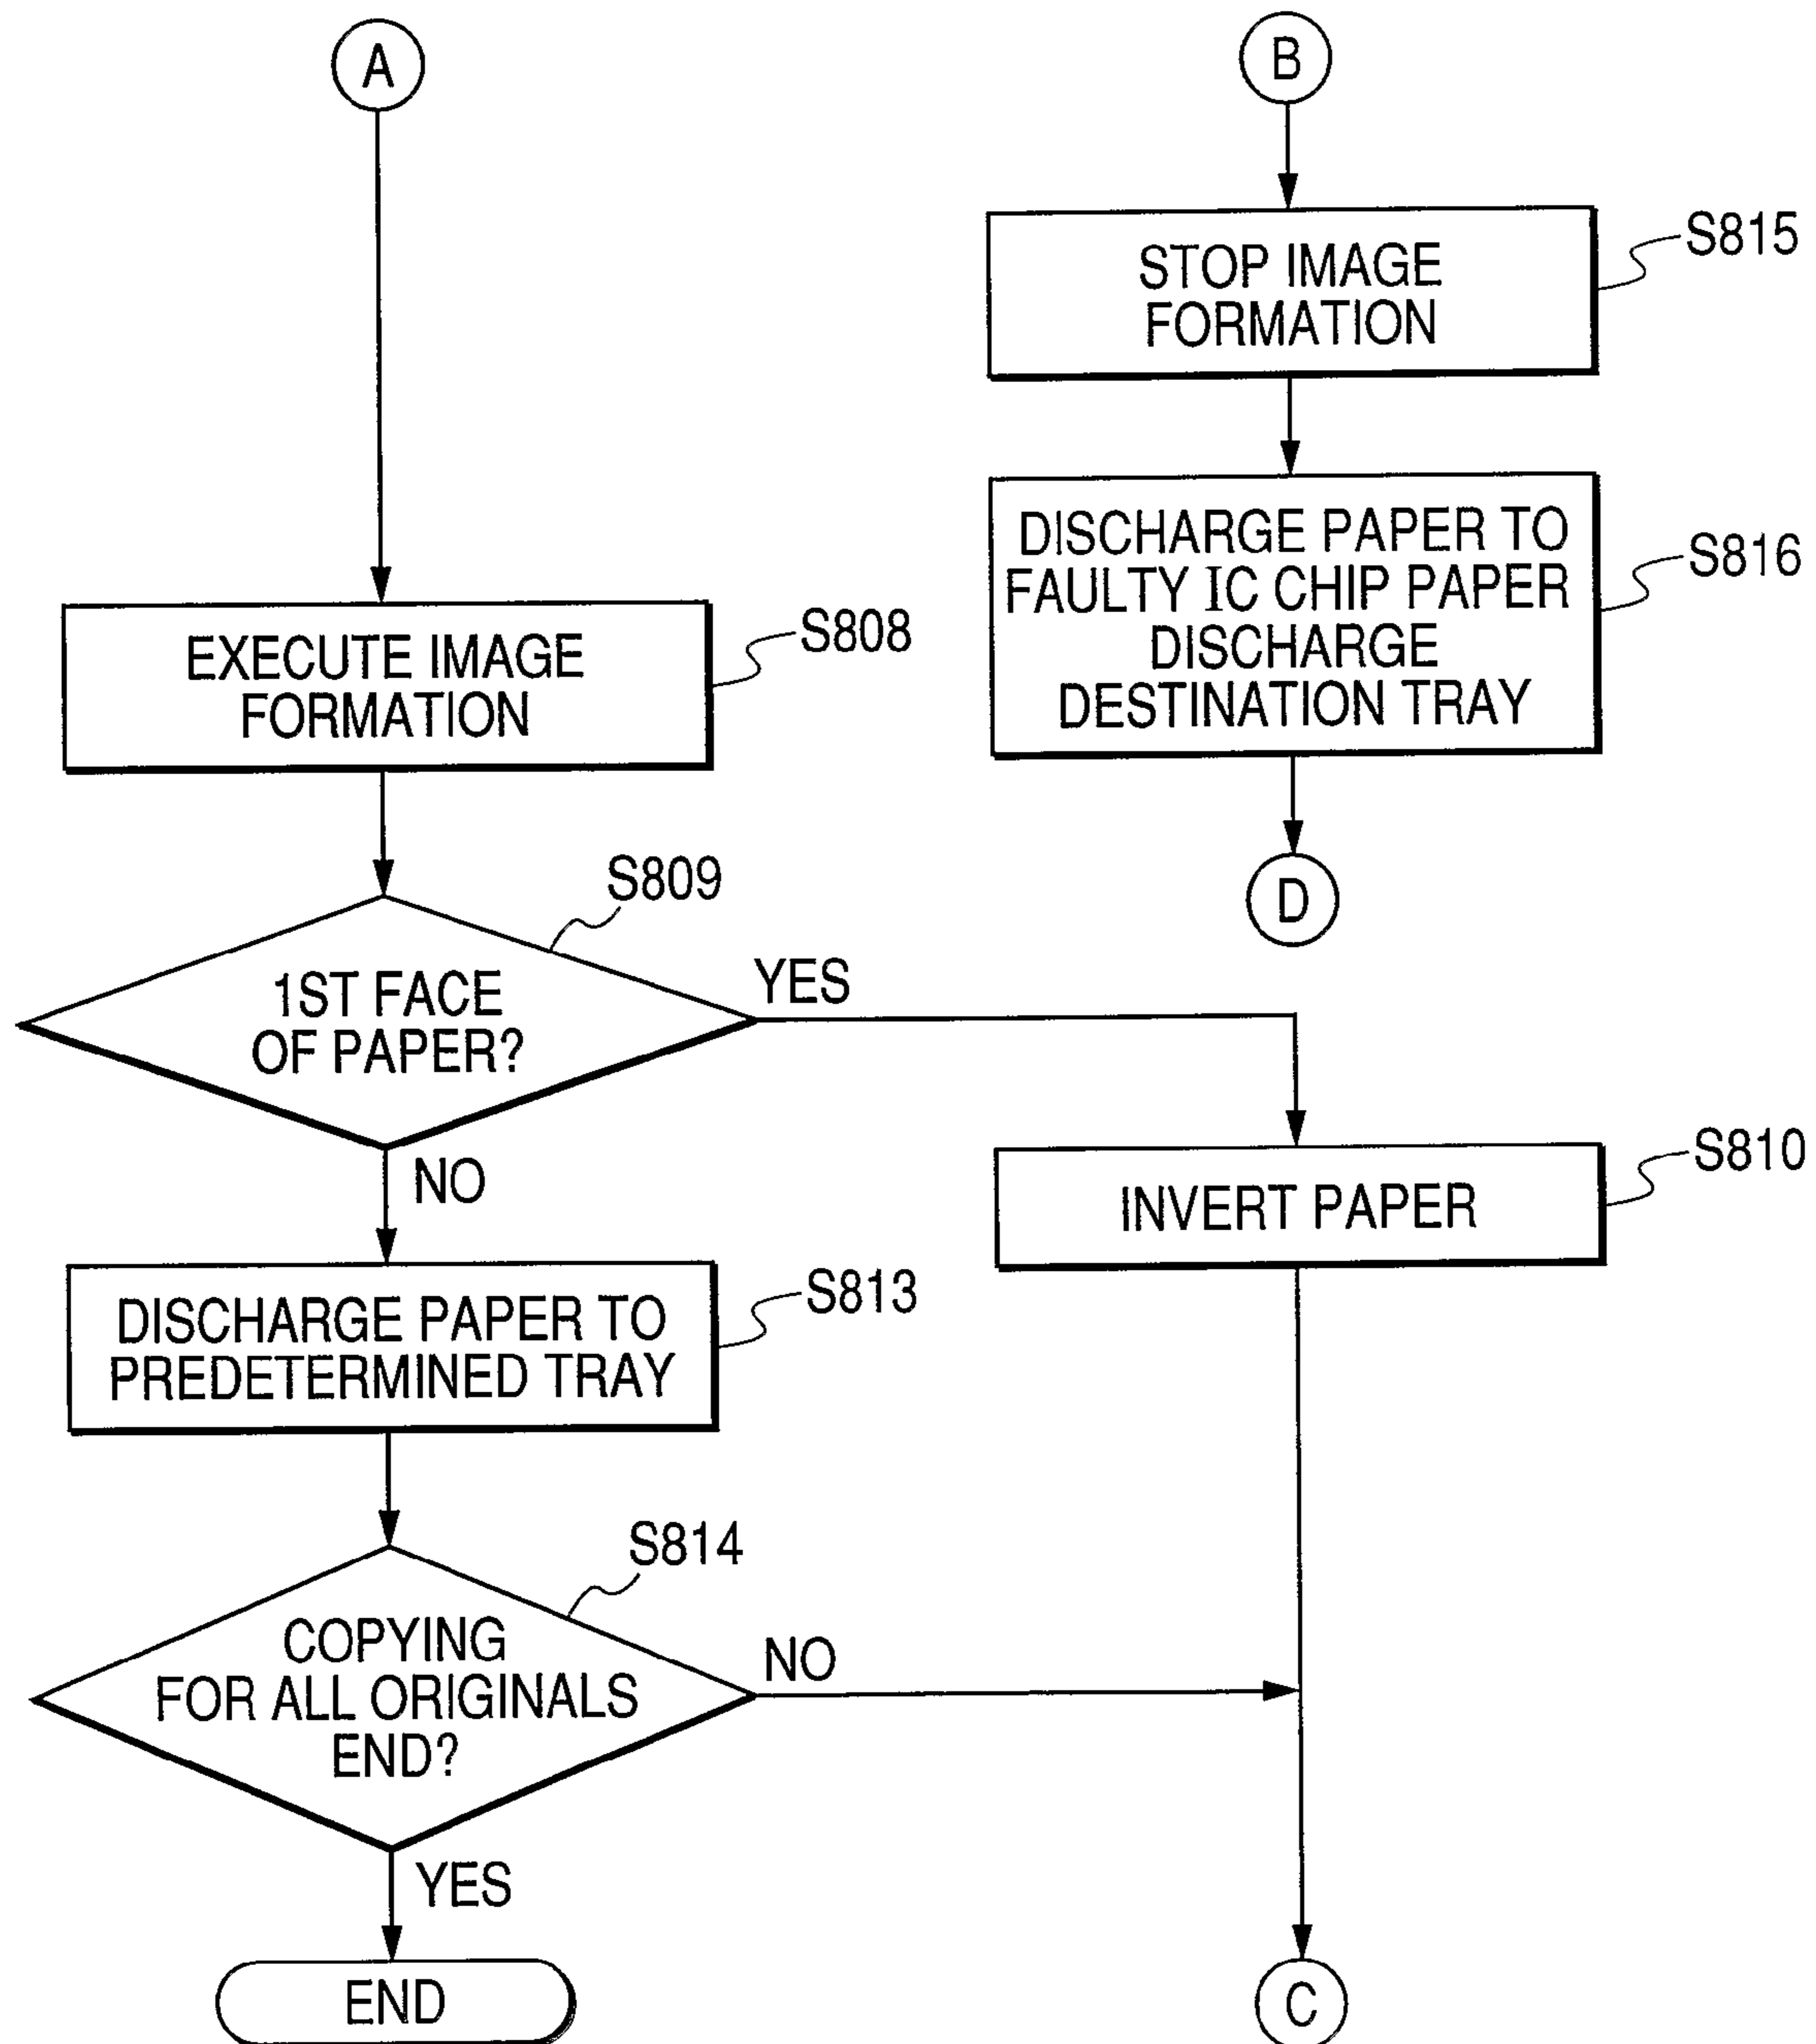 A
B
STOP IMAGE
FORMATION
S815
DISCHARGE PAPER TO
FAULTY IC CHIP PAPER
DISCHARGE
DESTINATION TRAY
S816
D
EXECUTE IMAGE
FORMATION
S808
S809
1ST FACE
OF PAPER?
YES
NO
INVERT PAPER
S810
DISCHARGE PAPER TO
PREDETERMINED TRAY
S813
S814
COPYING
FOR ALL ORIGINALS
END?
NO
YES
END
C